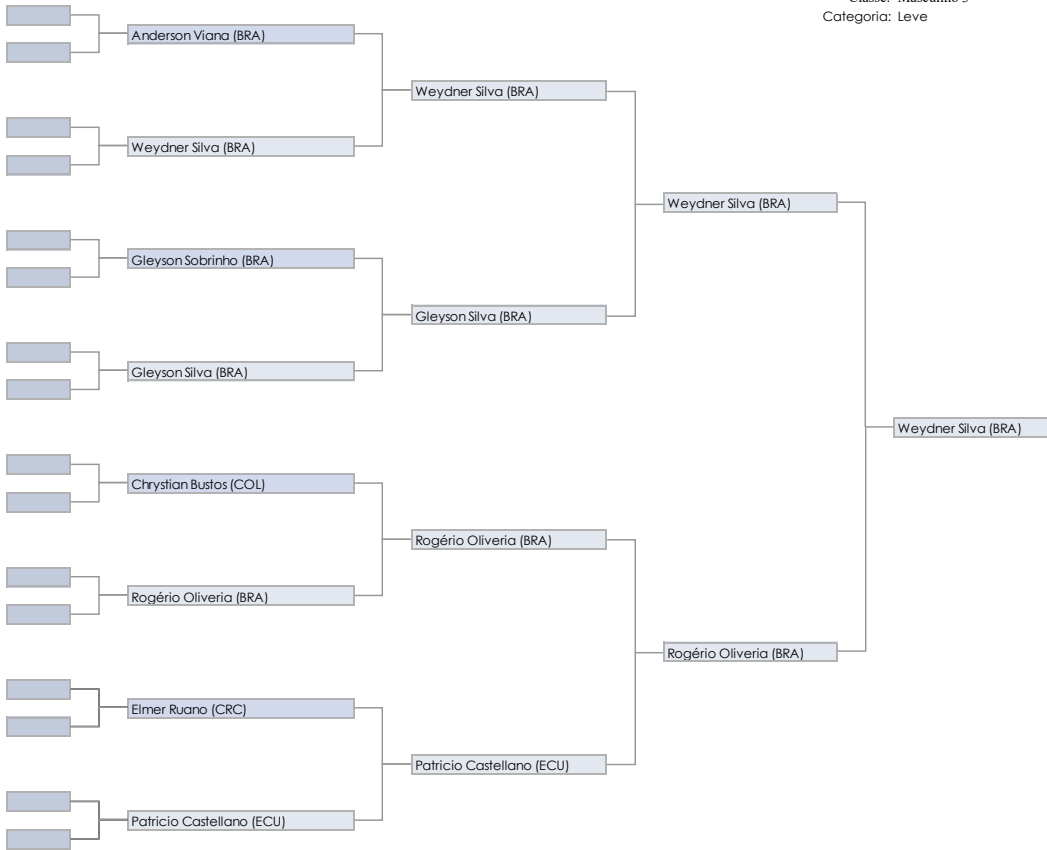 Categoria: Leve
Anderson Viana (BRA)
Weydner Silva (BRA)
Weydner Silva (BRA)
Weydner Silva (BRA)
Gleyson Sobrinho (BRA)
Gleyson Silva (BRA)
Gleyson Silva (BRA)
Weydner Silva (BRA)
Chrystian Bustos (COL)
Rogério Oliveria (BRA)
Rogério Oliveria (BRA)
Rogério Oliveria (BRA)
Elmer Ruano (CRC)
Patricio Castellano (ECU)
Patricio Castellano (ECU)